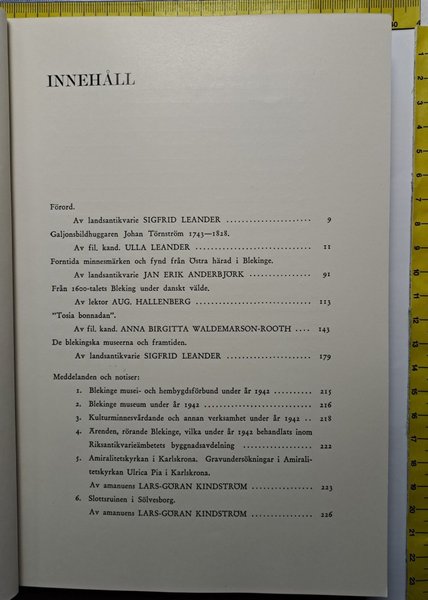 INNEHÅLL
Förord.
Av landsantikvarie SIGFRID LEANDER ...................... 9
Galjonsbildhuggaren Johan Törnström 1743—1828.
Av fil. kand. ULLA LEANDER .............................. 11
Forntida minnesmärken och fynd från Östra härad i Blekinge.
Av landsantikvarie JAN ERIK ANDERBJÖRK .................. 91
Från 1600-talets Bleking under danskt välde.
Av lektor AUG. HALLENBERG ............................... 113
"Tosia bonnadan".
Av fil. kand. ANNA BIRGITTA WALDEMARSON-ROOTH .... 143
De blekingska museerna och framtiden.
Av landsantikvarie SIGFRID LEANDER ...................... 179
Meddelanden och notiser:
1. Blekinge musei- och hembygdsförbund under år 1942 ...... 215
2. Blekinge museum under år 1942 ........................ 216
3. Kulturminnesvårdande och annan verksamhet under år 1942 .. 218
4. Ärenden, rörande Blekinge, vilka under år 1942 behandlats inom
Riksantikvarieämbetets byggnadsavdelning ................ 222
5. Amiralitetskyrkan i Karlskrona. Gravundersökningar i Amirali-
tetskyrkan Ulrica Pia i Karlskrona.
Av amanuens LARS-GÖRAN KINDSTRÖM ................ 223
6. Slottsruinen i Sölvesborg.
Av amanuens LARS-GÖRAN KINDSTRÖM ................ 226